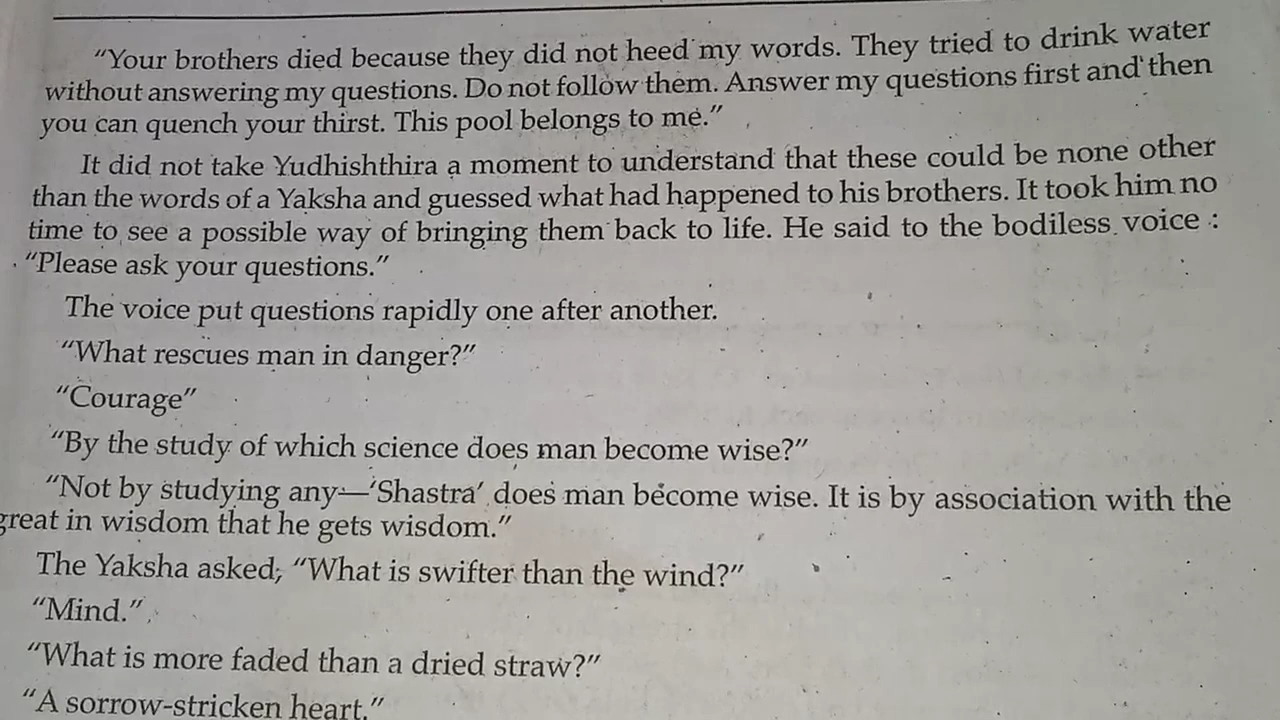 “Your brothers died because they did not heed my words. They tried to drink water
without answering my questions. Do not follow them. Answer my questions first and then
you can quench your thirst. This pool belongs to me.”
It did not take Yudhishthira a moment to understand that these could be none other
than the words of a Yaksha and guessed what had happened to his brothers. It took him no
time to see a possible way of bringing them back to life. He said to the bodiless voice :
“Please ask your questions.”
The voice put questions rapidly one after another.
“What rescues man in danger?”
“Courage”
“By the study of which science does man become wise?”
“Not by studying any—‘Shastra’ does man become wise. It is by association with the
great in wisdom that he gets wisdom.”
The Yaksha asked; “What is swifter than the wind?”
“Mind.”
“What is more faded than a dried straw?”
“A sorrow-stricken heart.”